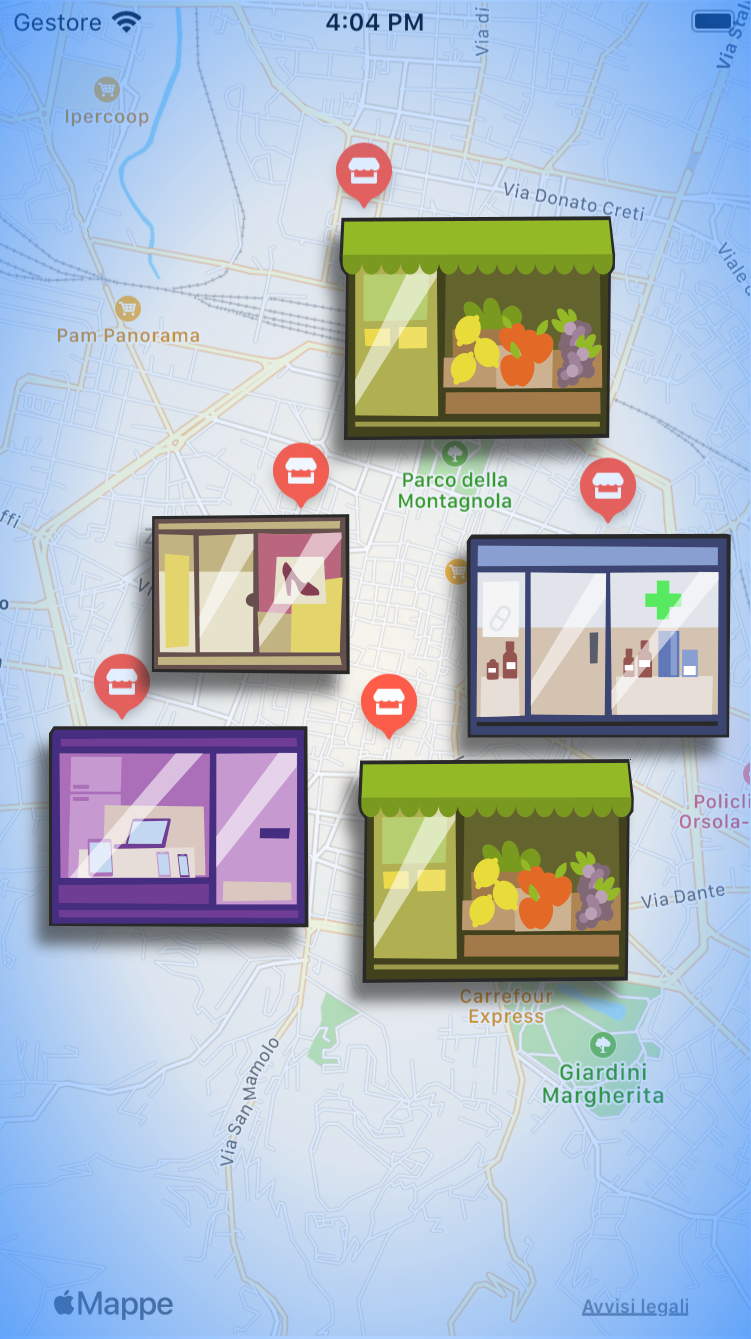 Gestore
4:04 PM
Via di
Via Stal
Ipercoop
Via Donato Creti
Viale d
Pam Panorama
Parco della
Montagnola
affi
Vi
o
Policli
Orsola-
Via Dante
Carrefour
Express
Giardini
Margherita
Via San Mamolo
Mappe
Avvisi legali